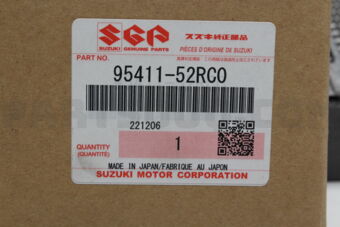 SGP
スズキ純正部品
SUZUKI GENUINE PARTS
PIÈCES D'ORIGINE DE SUZUKI
PART NO.
95411-52RC0
221206
QUANTITY
(QUANTITÉ)
1
MADE IN JAPAN/FABRIQUE AU JAPON
SUZUKI MOTOR CORPORATION